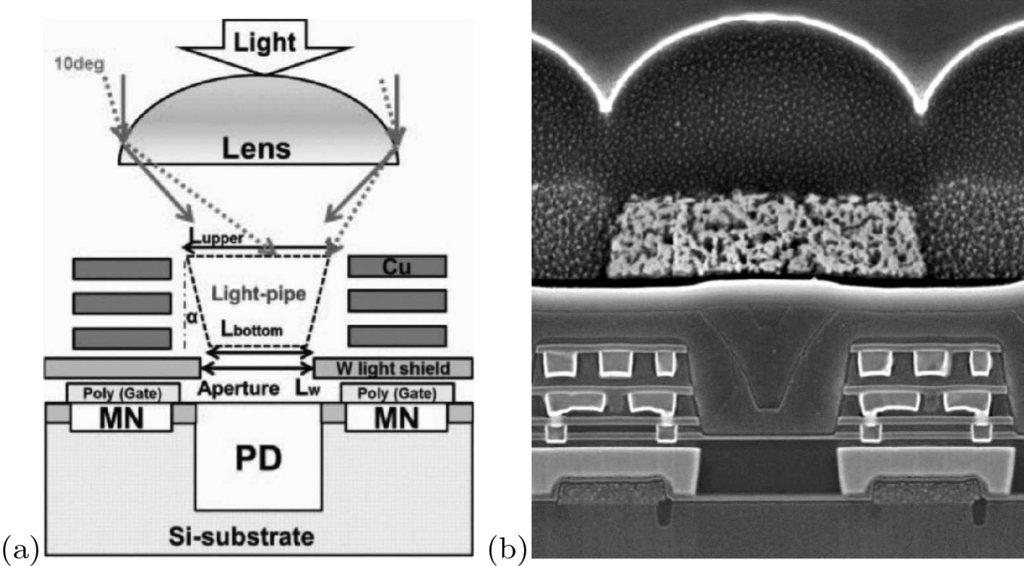 Light
10deg
Lens
Lupper
Cu
Light-pipe
α
Lbottom
W light shield
Aperture
Lw
Poly (Gate)
Poly (Gate)
MN
MN
PD
Si-substrate
(a)
(b)